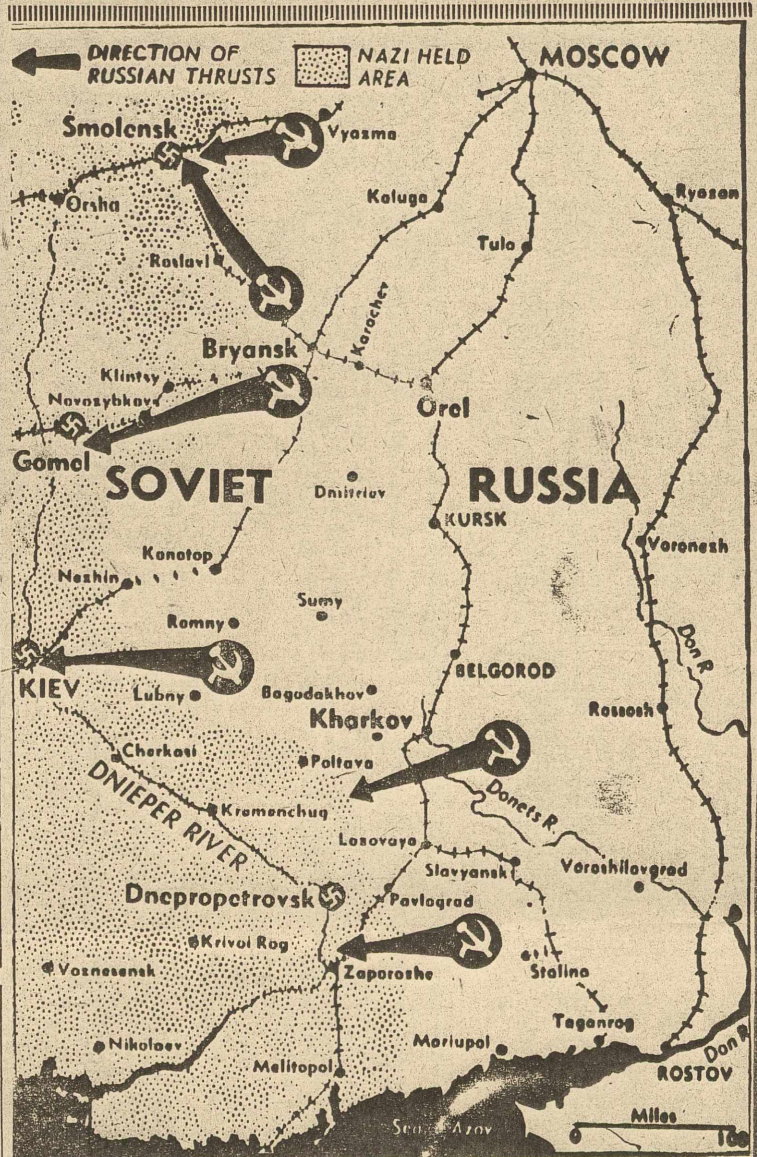 DIRECTION OF
RUSSIAN THRUSTS
NAZI HELD
AREA
MOSCOW
Smolensk
Vyazma
Orsha
Kaluga
Ryazan
Tula
Roslavl
Karachev
Bryansk
Klintsy
Novozybkov
Orel
Gomel
SOVIET
RUSSIA
Dmitriev
KURSK
Voronezh
Konotop
Nezhin
Sumy
Romny
Don R.
KIEV
BELGOROD
Lubny
Bogodakhov
Rossosh
Kharkov
Cherkasi
Poltava
DNIEPER RIVER
Kremenchug
Donets R.
Losovaya
Slavyansk
Voroshilovgrad
Dnepropetrovsk
Pavlograd
Krivoi Rog
Voznesensk
Zaporozhe
Stalino
Taganrog
Nikolaev
Mariupol
Don R.
Melitopol
ROSTOV
Azov
Miles
0 100